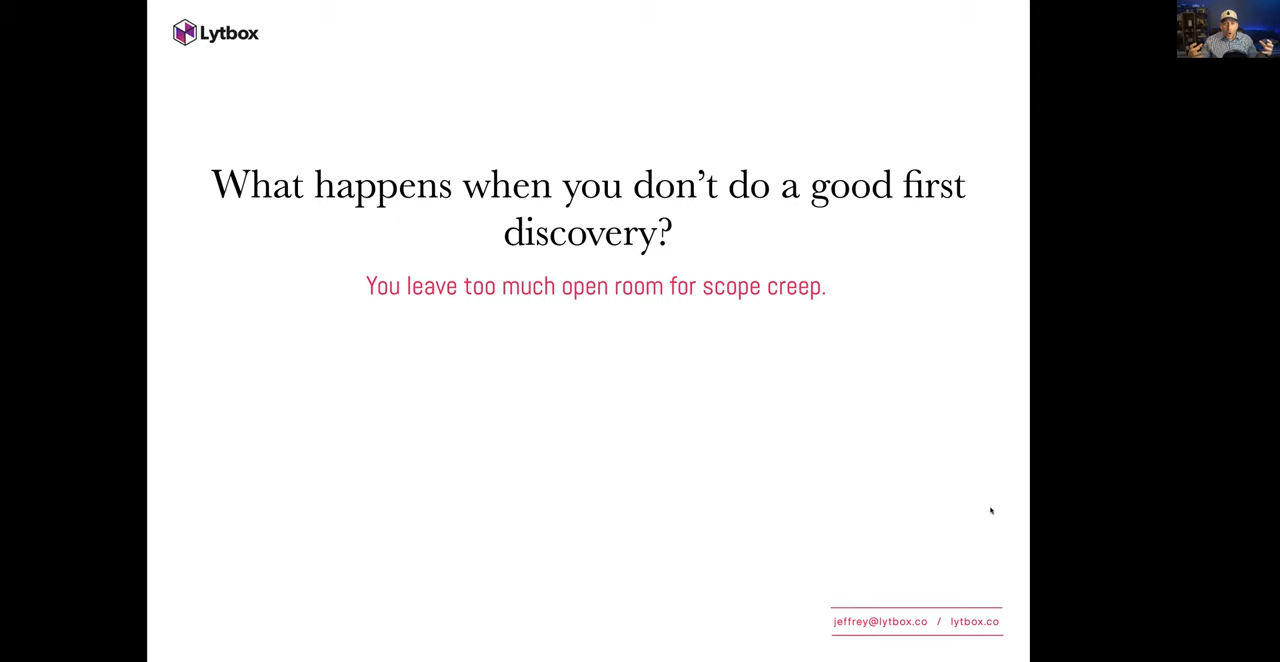 Lytbox
What happens when you don’t do a good first
discovery?
You leave too much open room for scope creep.
jeffrey@lytbox.co / lytbox.co